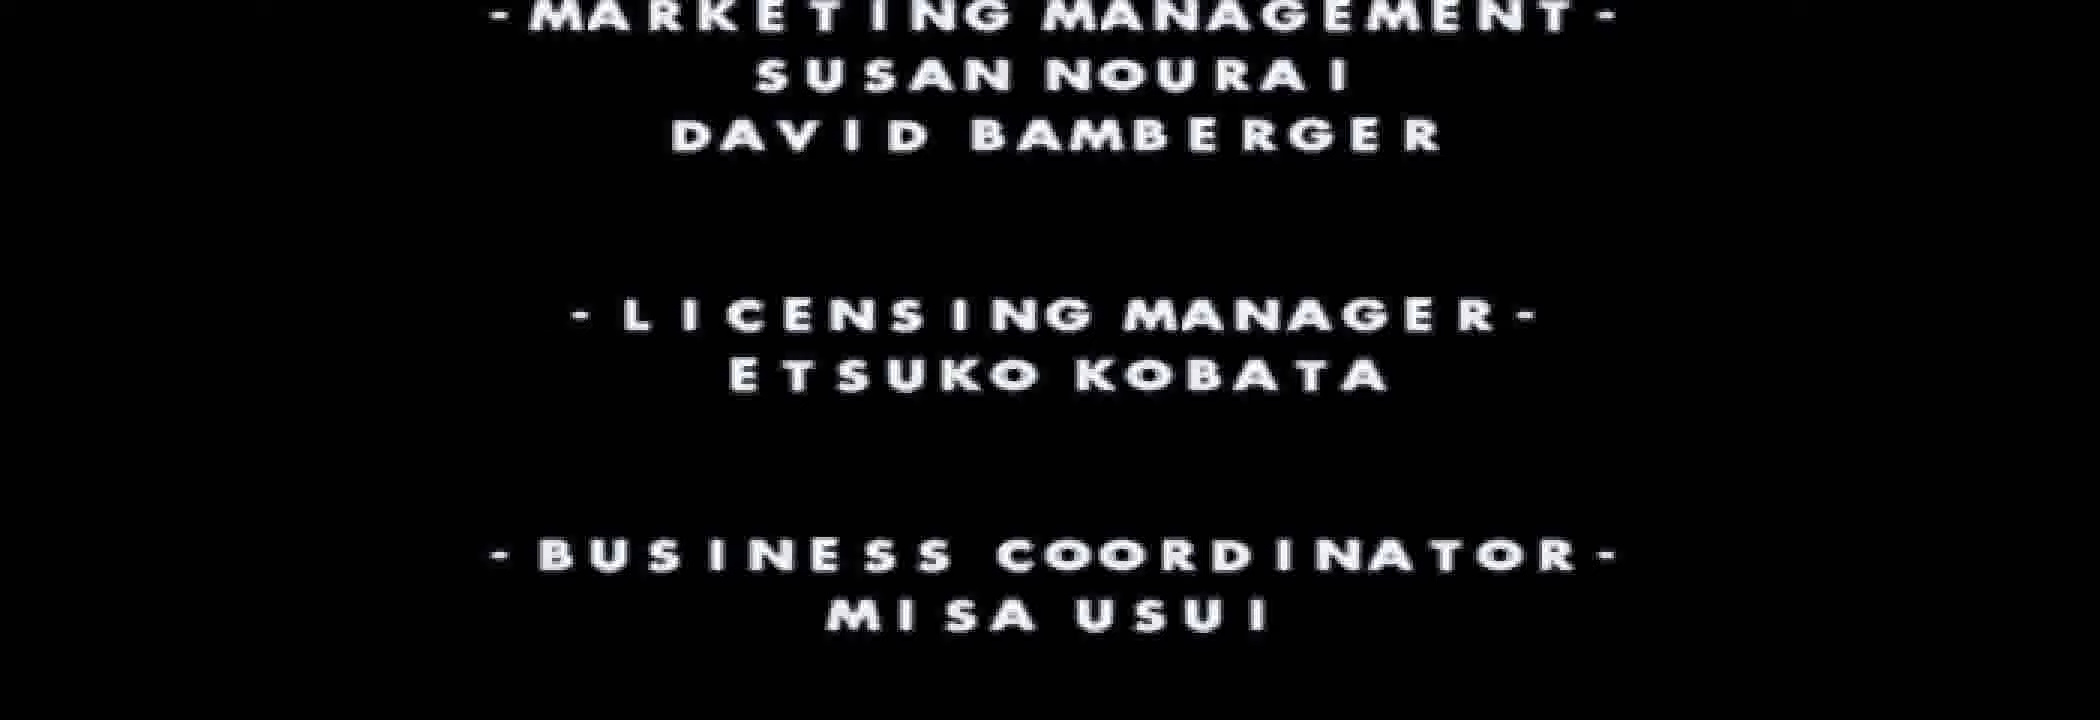 -MARKETING MANAGEMENT-
SUSAN NOURAI
DAVID BAMBERGER
- LICENSING MANAGER-
ETSUKO KOBATA
-BUSINESS COORDINATOR-
MISA USUI